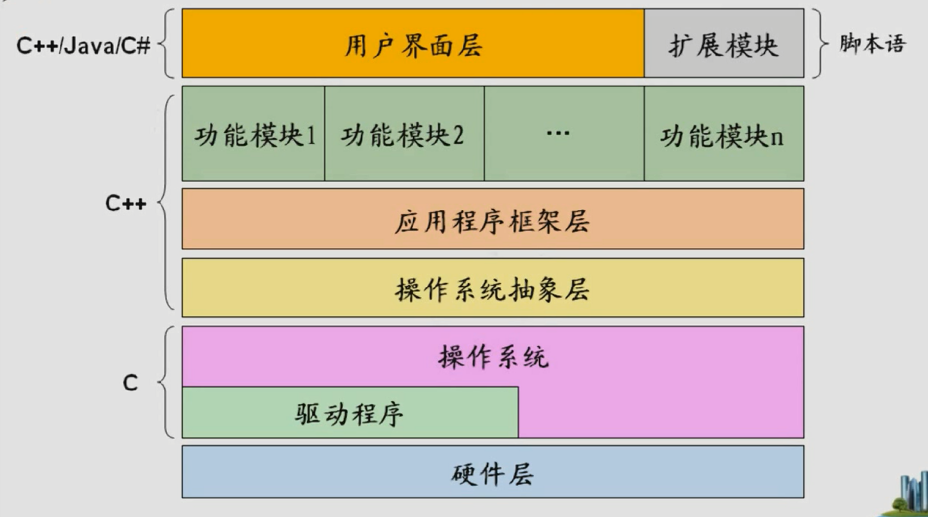 C++/Java/C#
用户界面层
扩展模块
脚本语
功能模块1
功能模块2
...
功能模块n
C++
应用程序框架层
操作系统抽象层
C
操作系统
驱动程序
硬件层